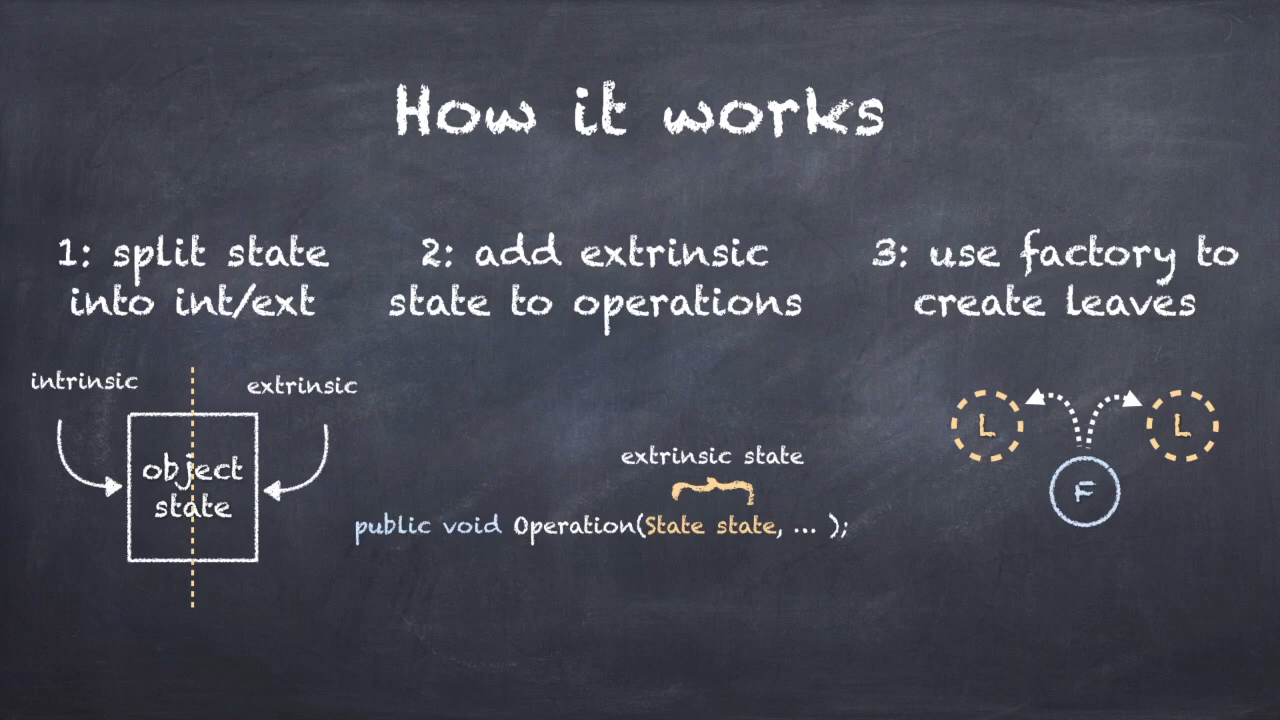 How it works
1: split state
into int/ext
2: add extrinsic
state to operations
3: use factory to
create leaves
intrinsic
extrinsic
object
state
extrinsic state
public void Operation(State state, ... );
L
L
F